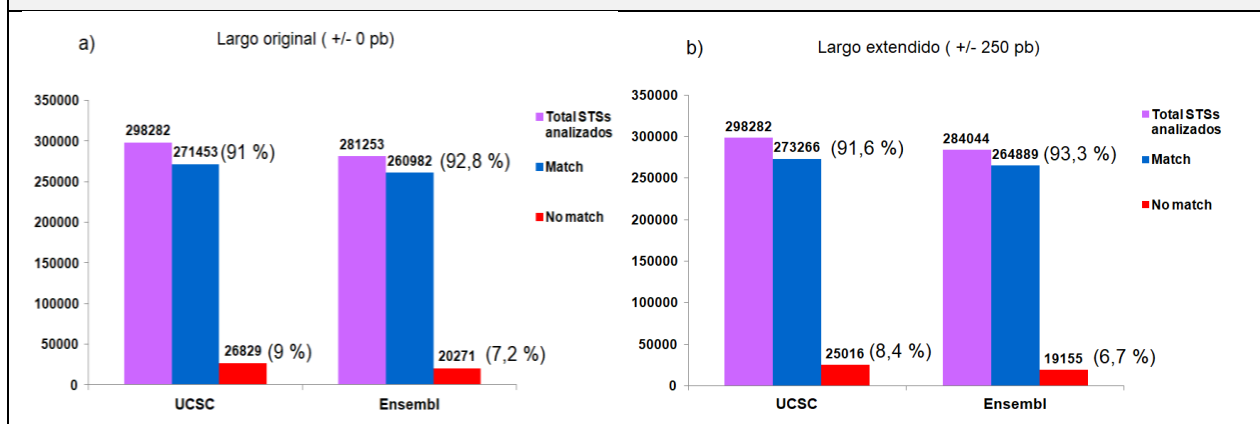 a)
Largo original ( +/- 0 pb)
350000
300000
250000
200000
150000
100000
50000
0
298282
271453 (91 %)
26829 (9 %)
281253
260982 (92,8 %)
20271 (7,2 %)
UCSC
Ensembl
Total STSs
analizados
Match
No match
b)
Largo extendido ( +/- 250 pb)
350000
300000
250000
200000
150000
100000
50000
0
298282
273266 (91,6 %)
25016 (8,4 %)
284044
264889 (93,3 %)
19155 (6,7 %)
UCSC
Ensembl
Total STSs
analizados
Match
No match